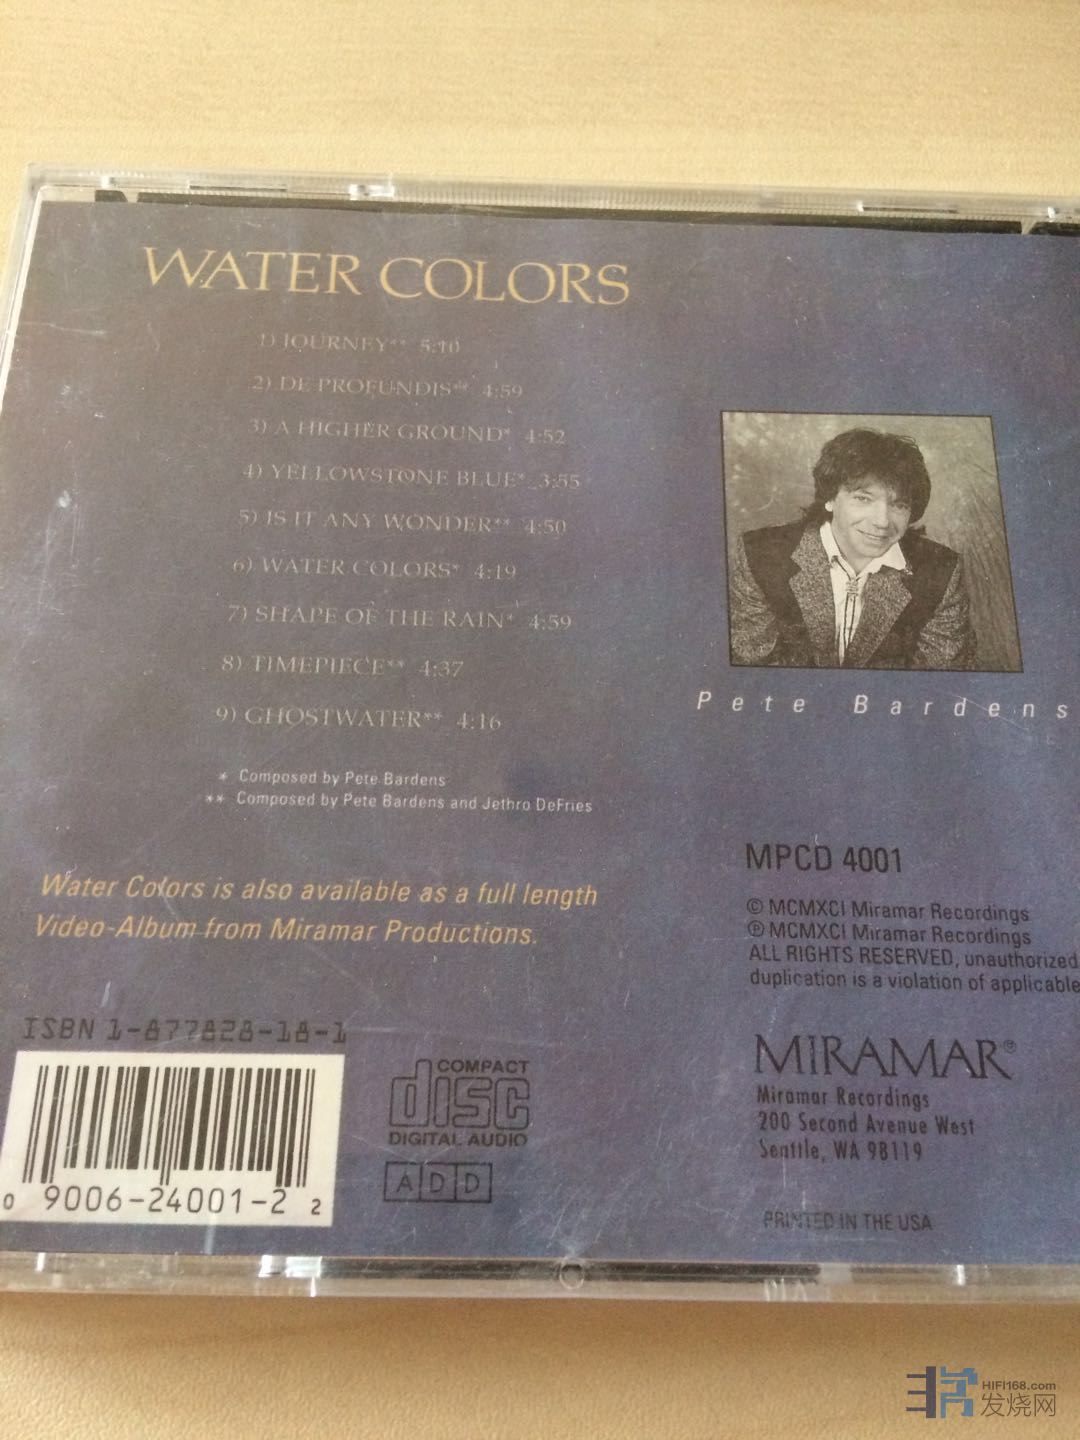 WATER COLORS
1) JOURNEY** 5:10
2) DE PROFUNDIS** 4:59
3) A HIGHER GROUND* 4:52
4) YELLOWSTONE BLUE* 3:55
5) IS IT ANY WONDER** 4:50
6) WATER COLORS* 4:19
7) SHAPE OF THE RAIN* 4:59
8) TIMEPIECE** 4:37
9) GHOSTWATER** 4:16
* Composed by Pete Bardens
** Composed by Pete Bardens and Jethro DeFries
Water Colors is also available as a full length
Video-Album from Miramar Productions.
ISBN 1-877828-18-1
0 9006-24001-2 2
COMPACT
disc
DIGITAL AUDIO
ADD
Pete Bardens
MPCD 4001
© MCMXCI Miramar Recordings
℗ MCMXCI Miramar Recordings
ALL RIGHTS RESERVED, unauthorized
duplication is a violation of applicable
MIRAMAR®
Miramar Recordings
200 Second Avenue West
Seattle, WA 98119
PRINTED IN THE USA
HIFI168.com
发烧网